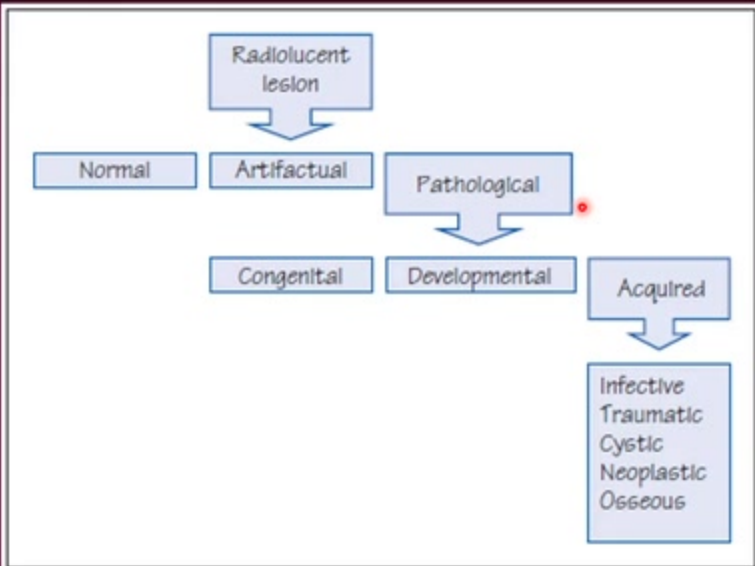 Radiolucent
lesion
Normal
Artifactual
Pathological
Congenital
Developmental
Acquired
Infective
Traumatic
Cystic
Neoplastic
Osseous